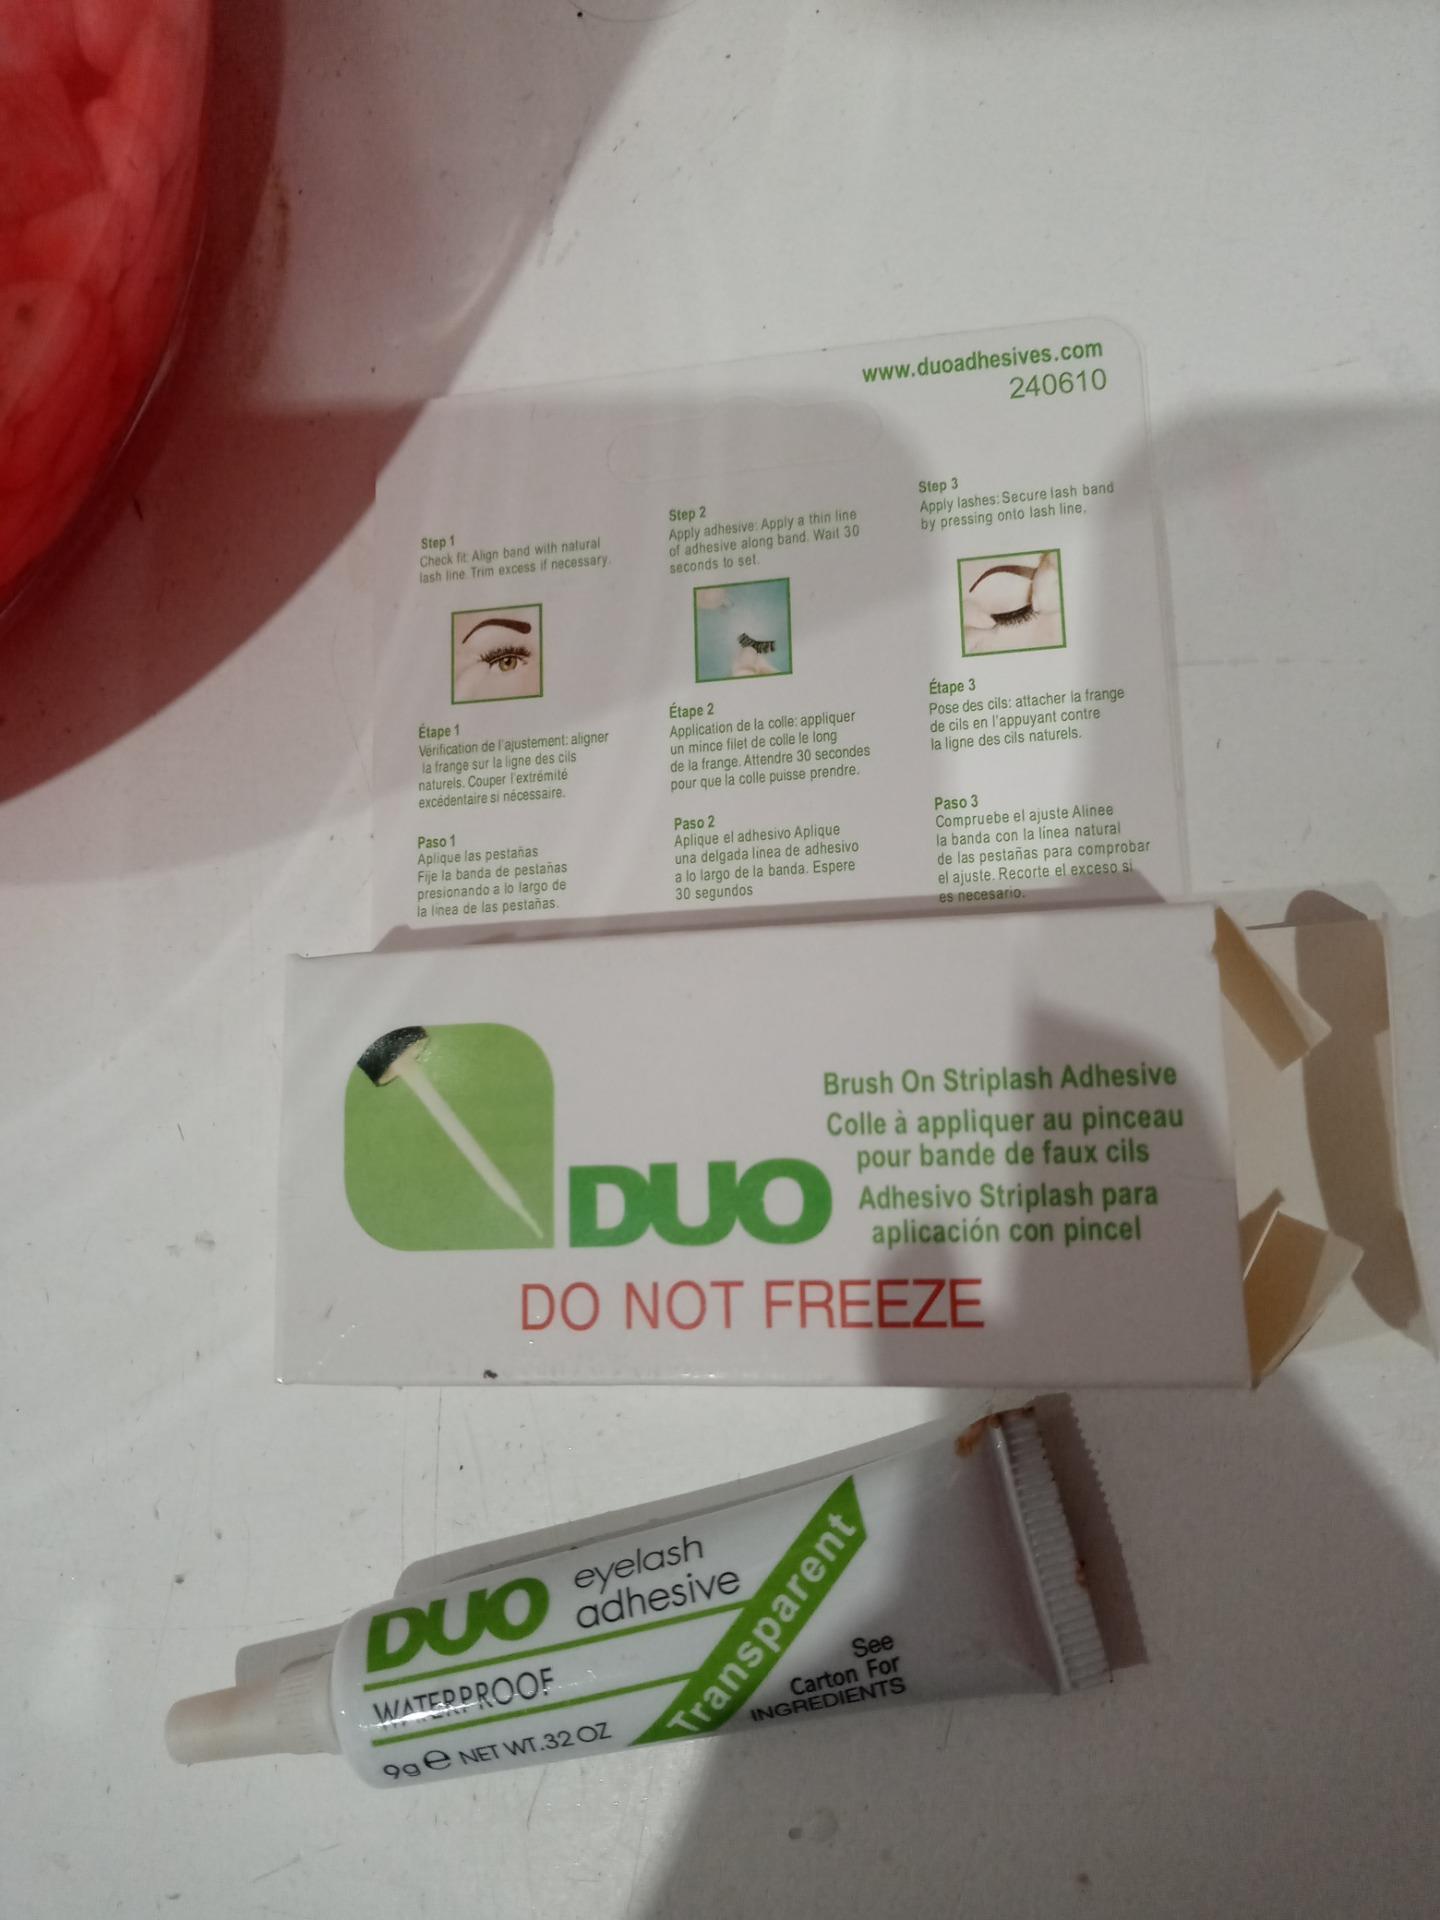 www.duoadhesives.com
240610
Step 1
Check fit: Align band with natural
lash line. Trim excess if necessary.
Step 2
Apply adhesive: Apply a thin line
of adhesive along band. Wait 30
seconds to set.
Step 3
Apply lashes: Secure lash band
by pressing onto lash line.
Étape 1
Vérification de l'ajustement: aligner
la frange sur la ligne des cils
naturels. Couper l'extrémité
excédentaire si nécessaire.
Étape 2
Application de la colle: appliquer
un mince filet de colle le long
de la frange. Attendre 30 secondes
pour que la colle puisse prendre.
Étape 3
Pose des cils: attacher la frange
de cils en l'appuyant contre
la ligne des cils naturels.
Paso 1
Aplique las pestañas
Fije la banda de pestañas
presionando a lo largo de
la línea de las pestañas.
Paso 2
Aplique el adhesivo Aplique
una delgada línea de adhesivo
a lo largo de la banda. Espere
30 segundos
Paso 3
Compruebe el ajuste Alinee
la banda con la línea natural
de las pestañas para comprobar
el ajuste. Recorte el exceso si
es necesario.
DUO
Brush On Striplash Adhesive
Colle à appliquer au pinceau
pour bande de faux cils
Adhesivo Striplash para
aplicación con pincel
DO NOT FREEZE
DUO
eyelash
adhesive
WATERPROOF
9g e NET WT.32 OZ
Transparent
See
Carton For
INGREDIENTS